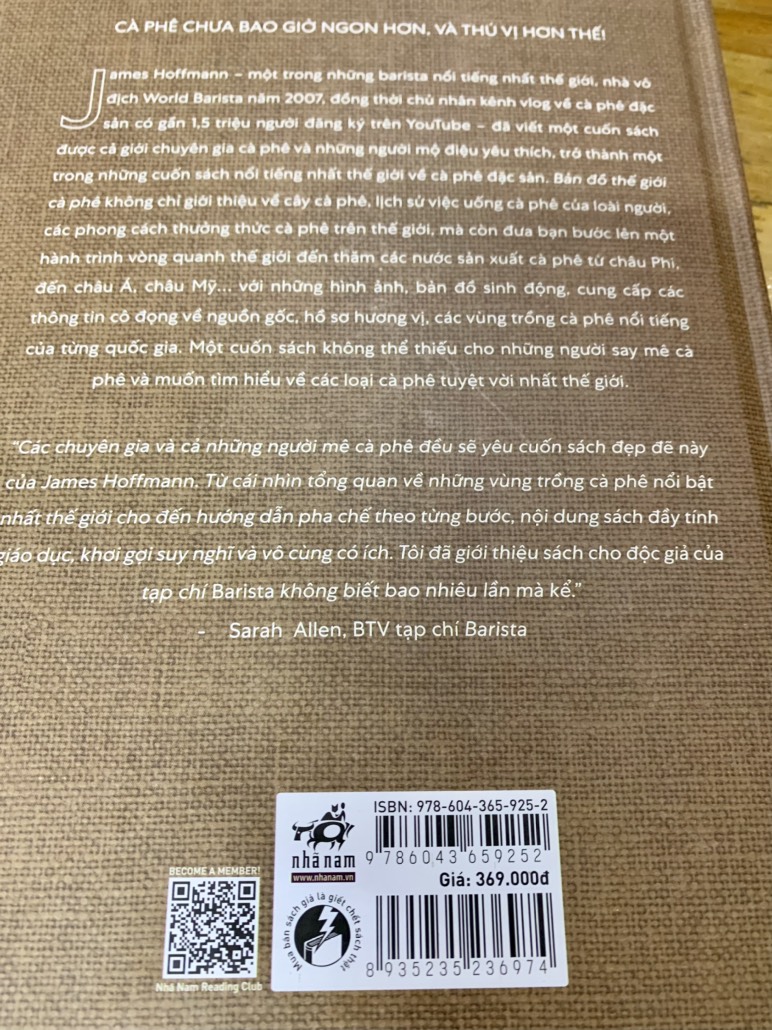 CÀ PHÊ CHƯA BAO GIỜ NGON HƠN, VÀ THÚ VỊ HƠN THẾ!
James Hoffmann – một trong những barista nổi tiếng nhất thế giới, nhà vô
địch World Barista năm 2007, đồng thời chủ nhân kênh vlog về cà phê đặc
sản có gần 1,5 triệu người đăng ký trên YouTube – đã viết một cuốn sách
được cả giới chuyên gia cà phê và những người mộ điệu yêu thích, trở thành một
trong những cuốn sách nổi tiếng nhất thế giới về cà phê đặc sản. Bản đồ thế giới
cà phê không chỉ giới thiệu về cây cà phê, lịch sử việc uống cà phê của loài người,
các phong cách thưởng thức cà phê trên thế giới, mà còn đưa bạn bước lên một
hành trình vòng quanh thế giới đến thăm các nước sản xuất cà phê từ châu Phi,
đến châu Á, châu Mỹ... với những hình ảnh, bản đồ sinh động, cung cấp các
thông tin cô đọng về nguồn gốc, hồ sơ hương vị, các vùng trồng cà phê nổi tiếng
của từng quốc gia. Một cuốn sách không thể thiếu cho những người say mê cà
phê và muốn tìm hiểu về các loại cà phê tuyệt vời nhất thế giới.
"Các chuyên gia và cả những người mê cà phê đều sẽ yêu cuốn sách đẹp đẽ này
của James Hoffmann. Từ cái nhìn tổng quan về những vùng trồng cà phê nổi bật
nhất thế giới cho đến hướng dẫn pha chế theo từng bước, nội dung sách đầy tính
giáo dục, khơi gợi suy nghĩ và vô cùng có ích. Tôi đã giới thiệu sách cho độc giả của
tạp chí Barista không biết bao nhiêu lần mà kể."
- Sarah Allen, BTV tạp chí Barista
ISBN: 978-604-365-925-2
nhã nam
www.nhanam.vn
9 786043 659252
Giá: 369.000đ
BECOME A MEMBER!
Nhã Nam Reading Club
Mua bán sách giả là giết chết sách thật
8 935235 236974